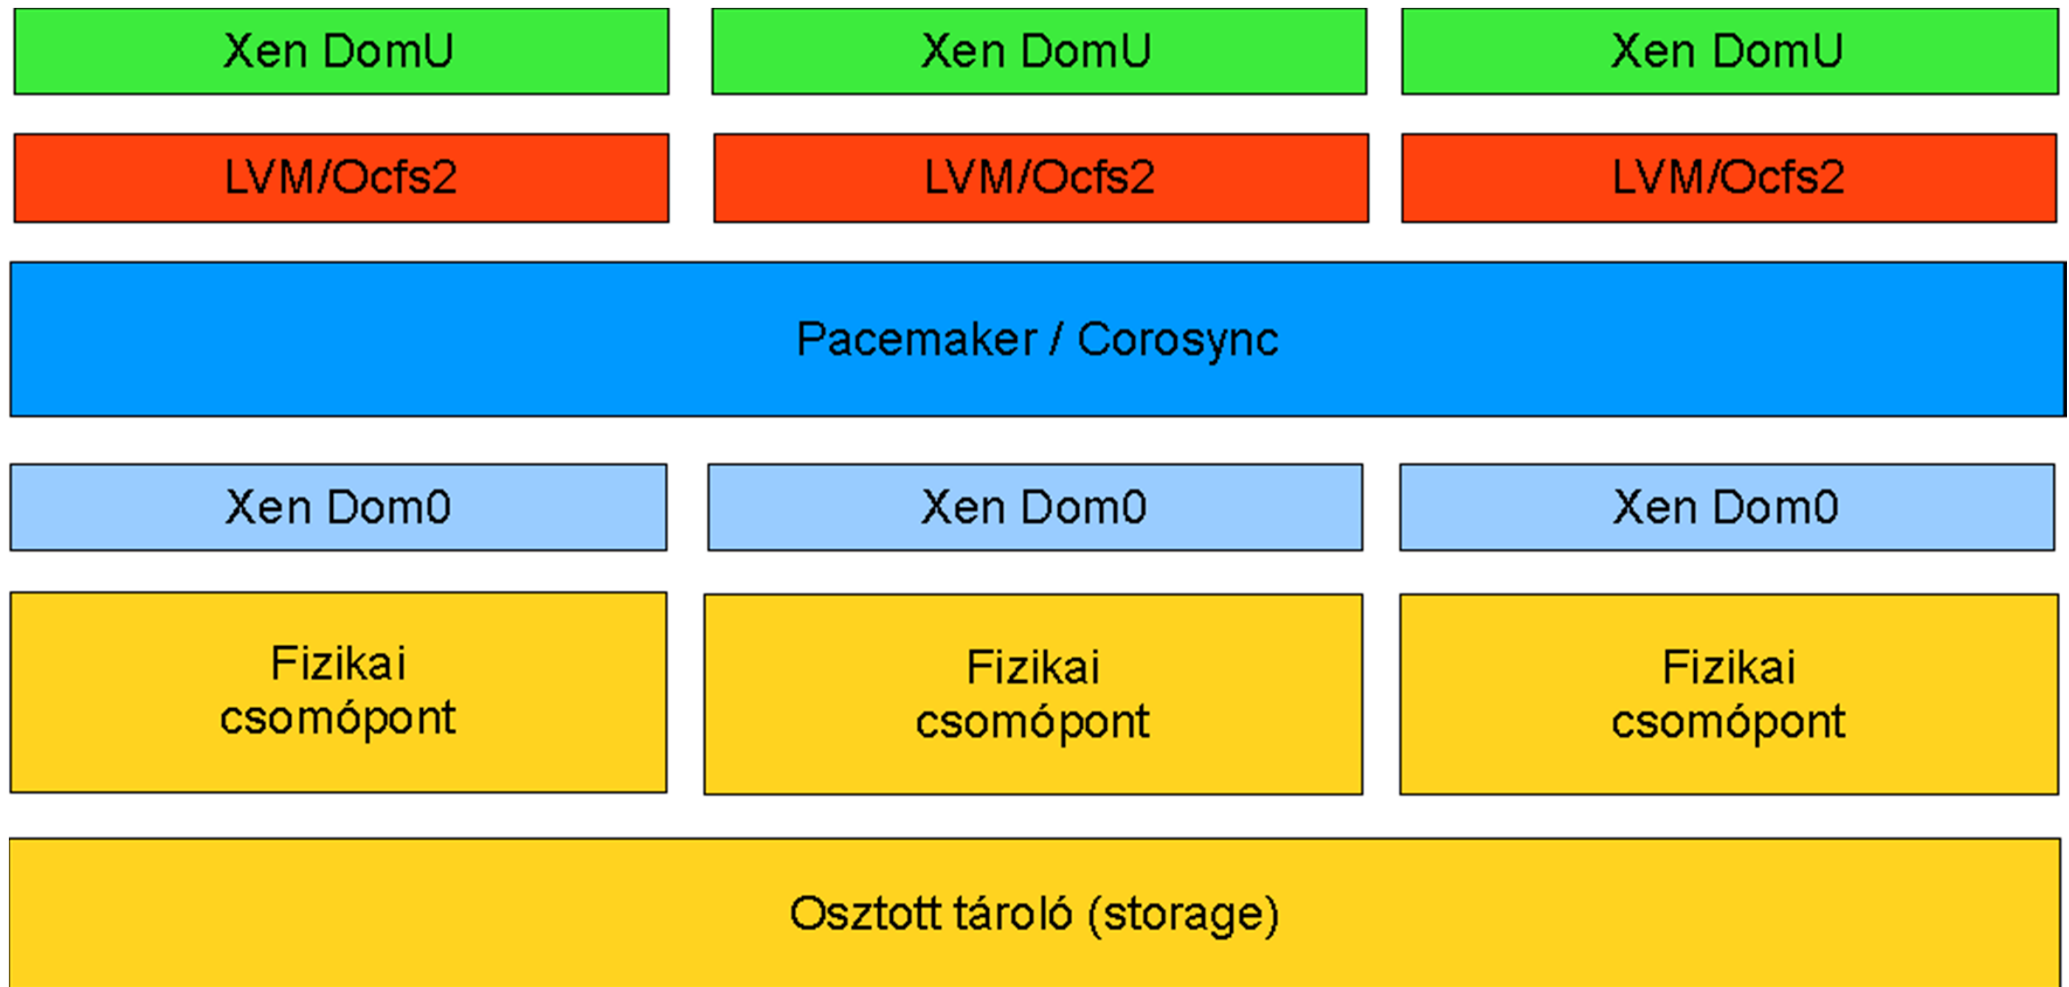 Xen DomU
Xen DomU
Xen DomU
LVM/Ocfs2
LVM/Ocfs2
LVM/Ocfs2
Pacemaker / Corosync
Xen Dom0
Xen Dom0
Xen Dom0
Fizikai
csomópont
Fizikai
csomópont
Fizikai
csomópont
Osztott tároló (storage)